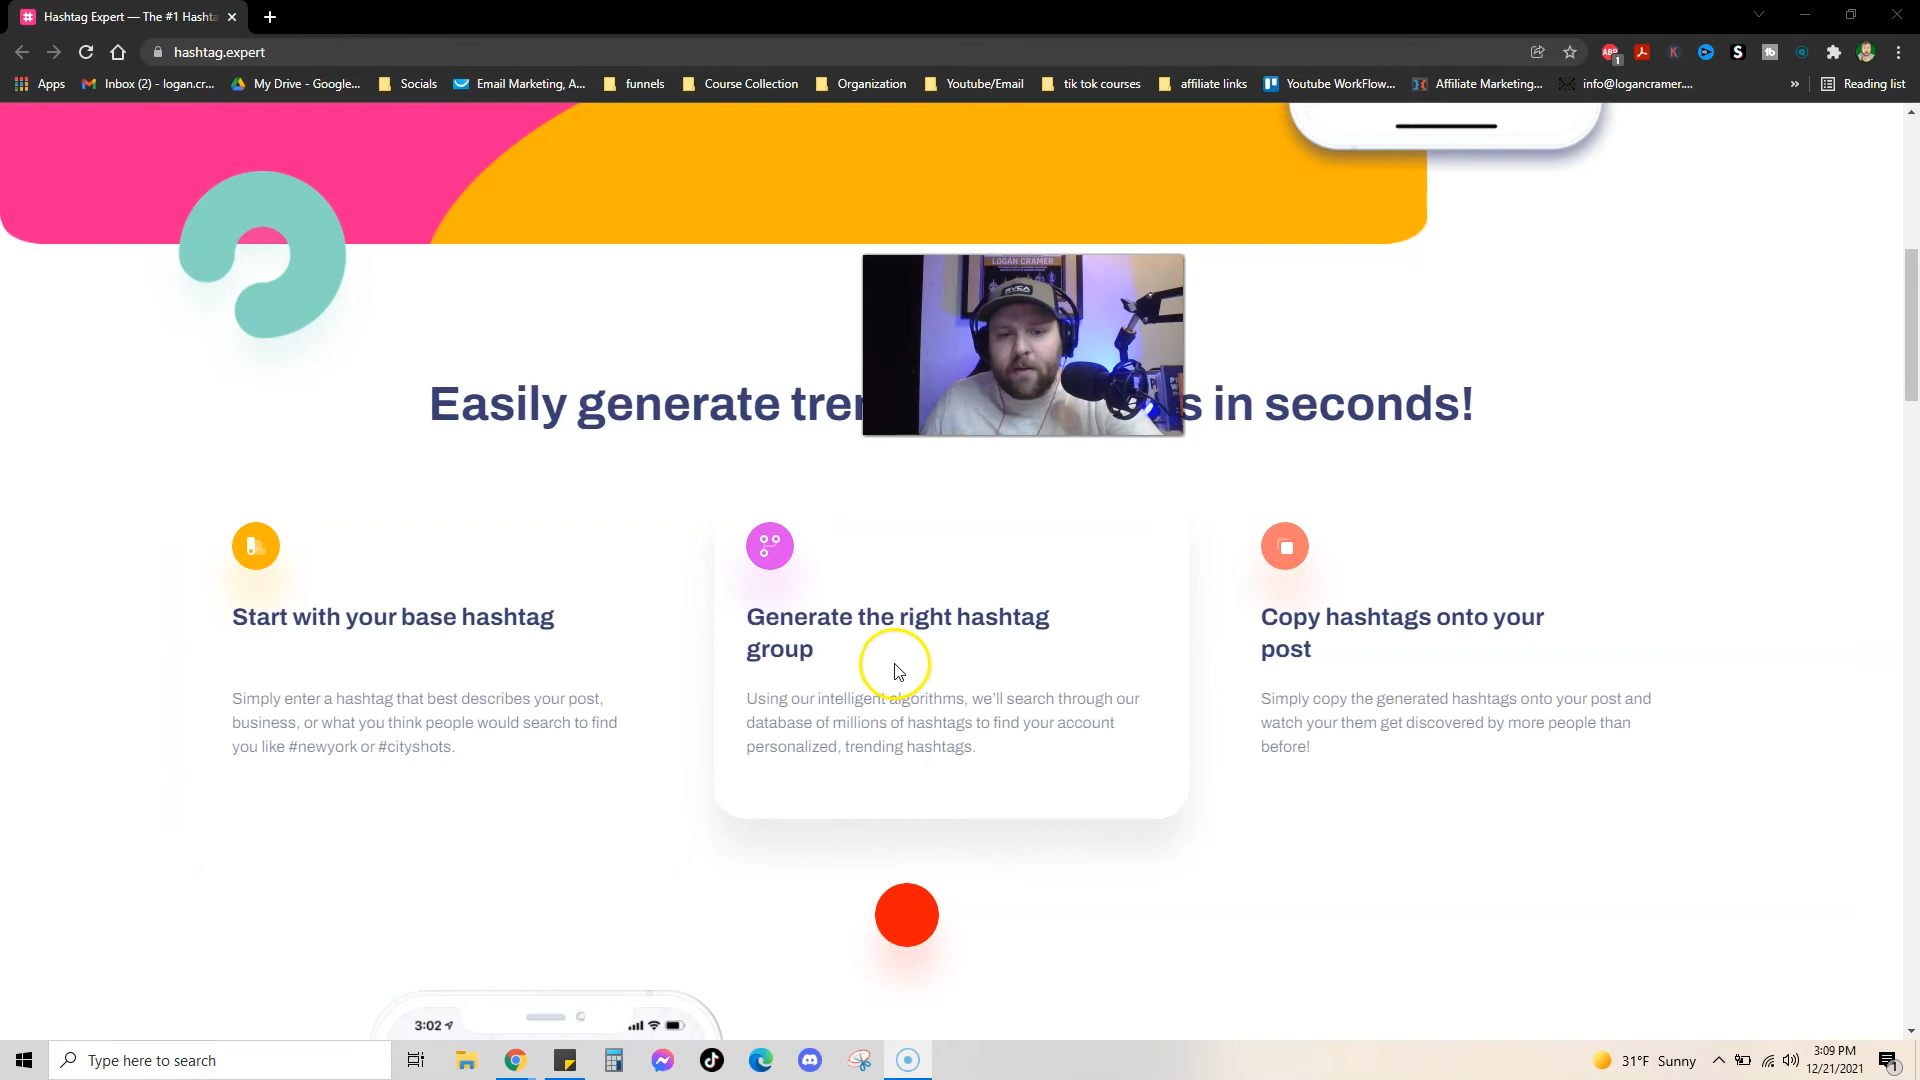 Hashtag Expert — The #1 Hashta
hashtag.expert
ABP
1
K
S
tb
Apps
Inbox (2) - logan.cr...
My Drive - Google...
Socials
Email Marketing, A...
funnels
Course Collection
Organization
Youtube/Email
tik tok courses
affiliate links
Youtube WorkFlow...
Affiliate Marketing...
info@logancramer....
»
Reading list
LOGAN CRAMER
RVCA
Easily generate tre s in seconds!
Start with your base hashtag
Simply enter a hashtag that best describes your post,
business, or what you think people would search to find
you like #newyork or #cityshots.
Generate the right hashtag
group
Using our intelligent algorithms, we'll search through our
database of millions of hashtags to find your account
personalized, trending hashtags.
Copy hashtags onto your
post
Simply copy the generated hashtags onto your post and
watch your them get discovered by more people than
before!
3:02
Type here to search
31°F Sunny
3:09 PM
12/21/2021
1